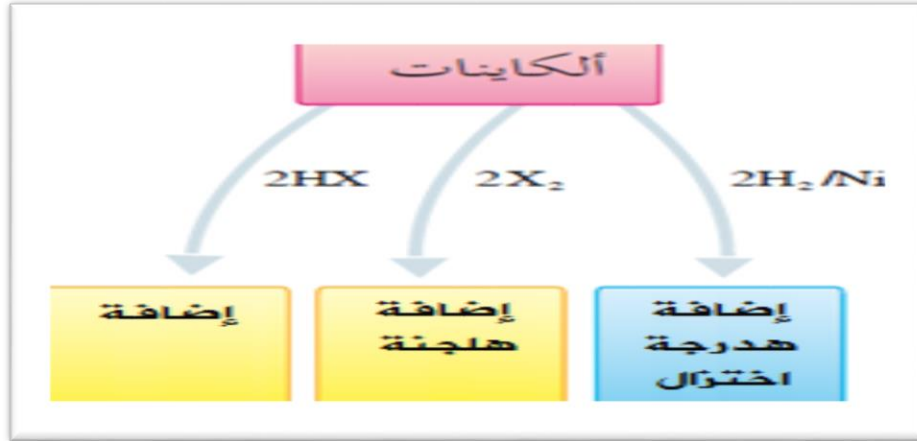 ألكاينات
2HX
2X₂
2H₂/Ni
إضافة
هدرجة
اختزال
إضافة
هلجنة
إضافة